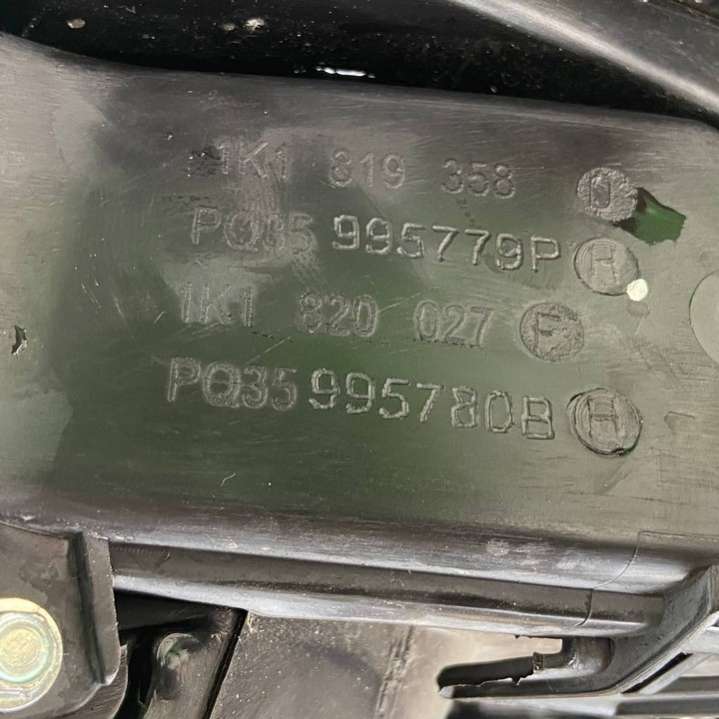 1K1 819 358 J
PQ35 995779P H
1K1 820 027 F
PQ35 995780B H